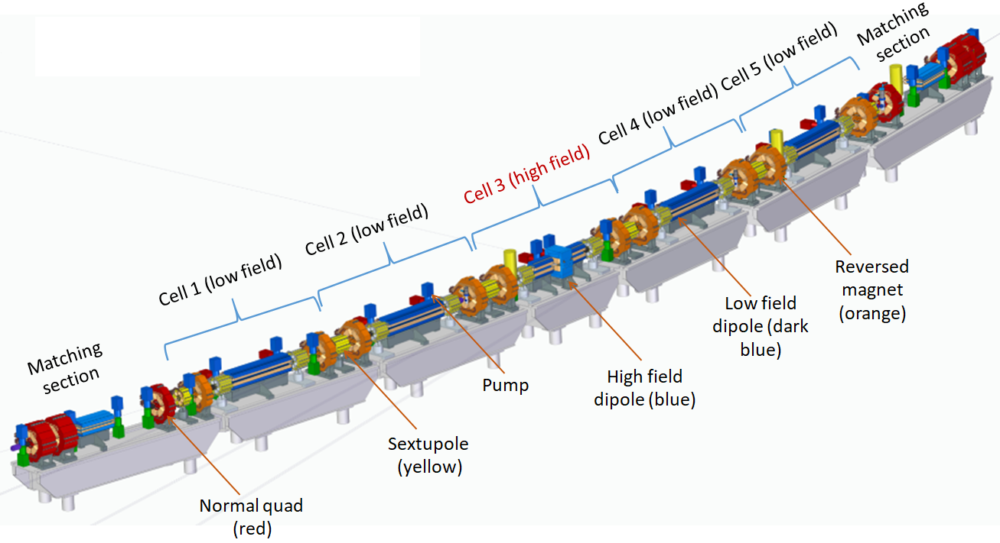 Matching
section
Cell 1 (low field)
Cell 2 (low field)
Cell 3 (high field)
Cell 4 (low field)
Cell 5 (low field)
Matching
section
Normal quad
(red)
Sextupole
(yellow)
Pump
High field
dipole (blue)
Low field
dipole (dark
blue)
Reversed
magnet
(orange)